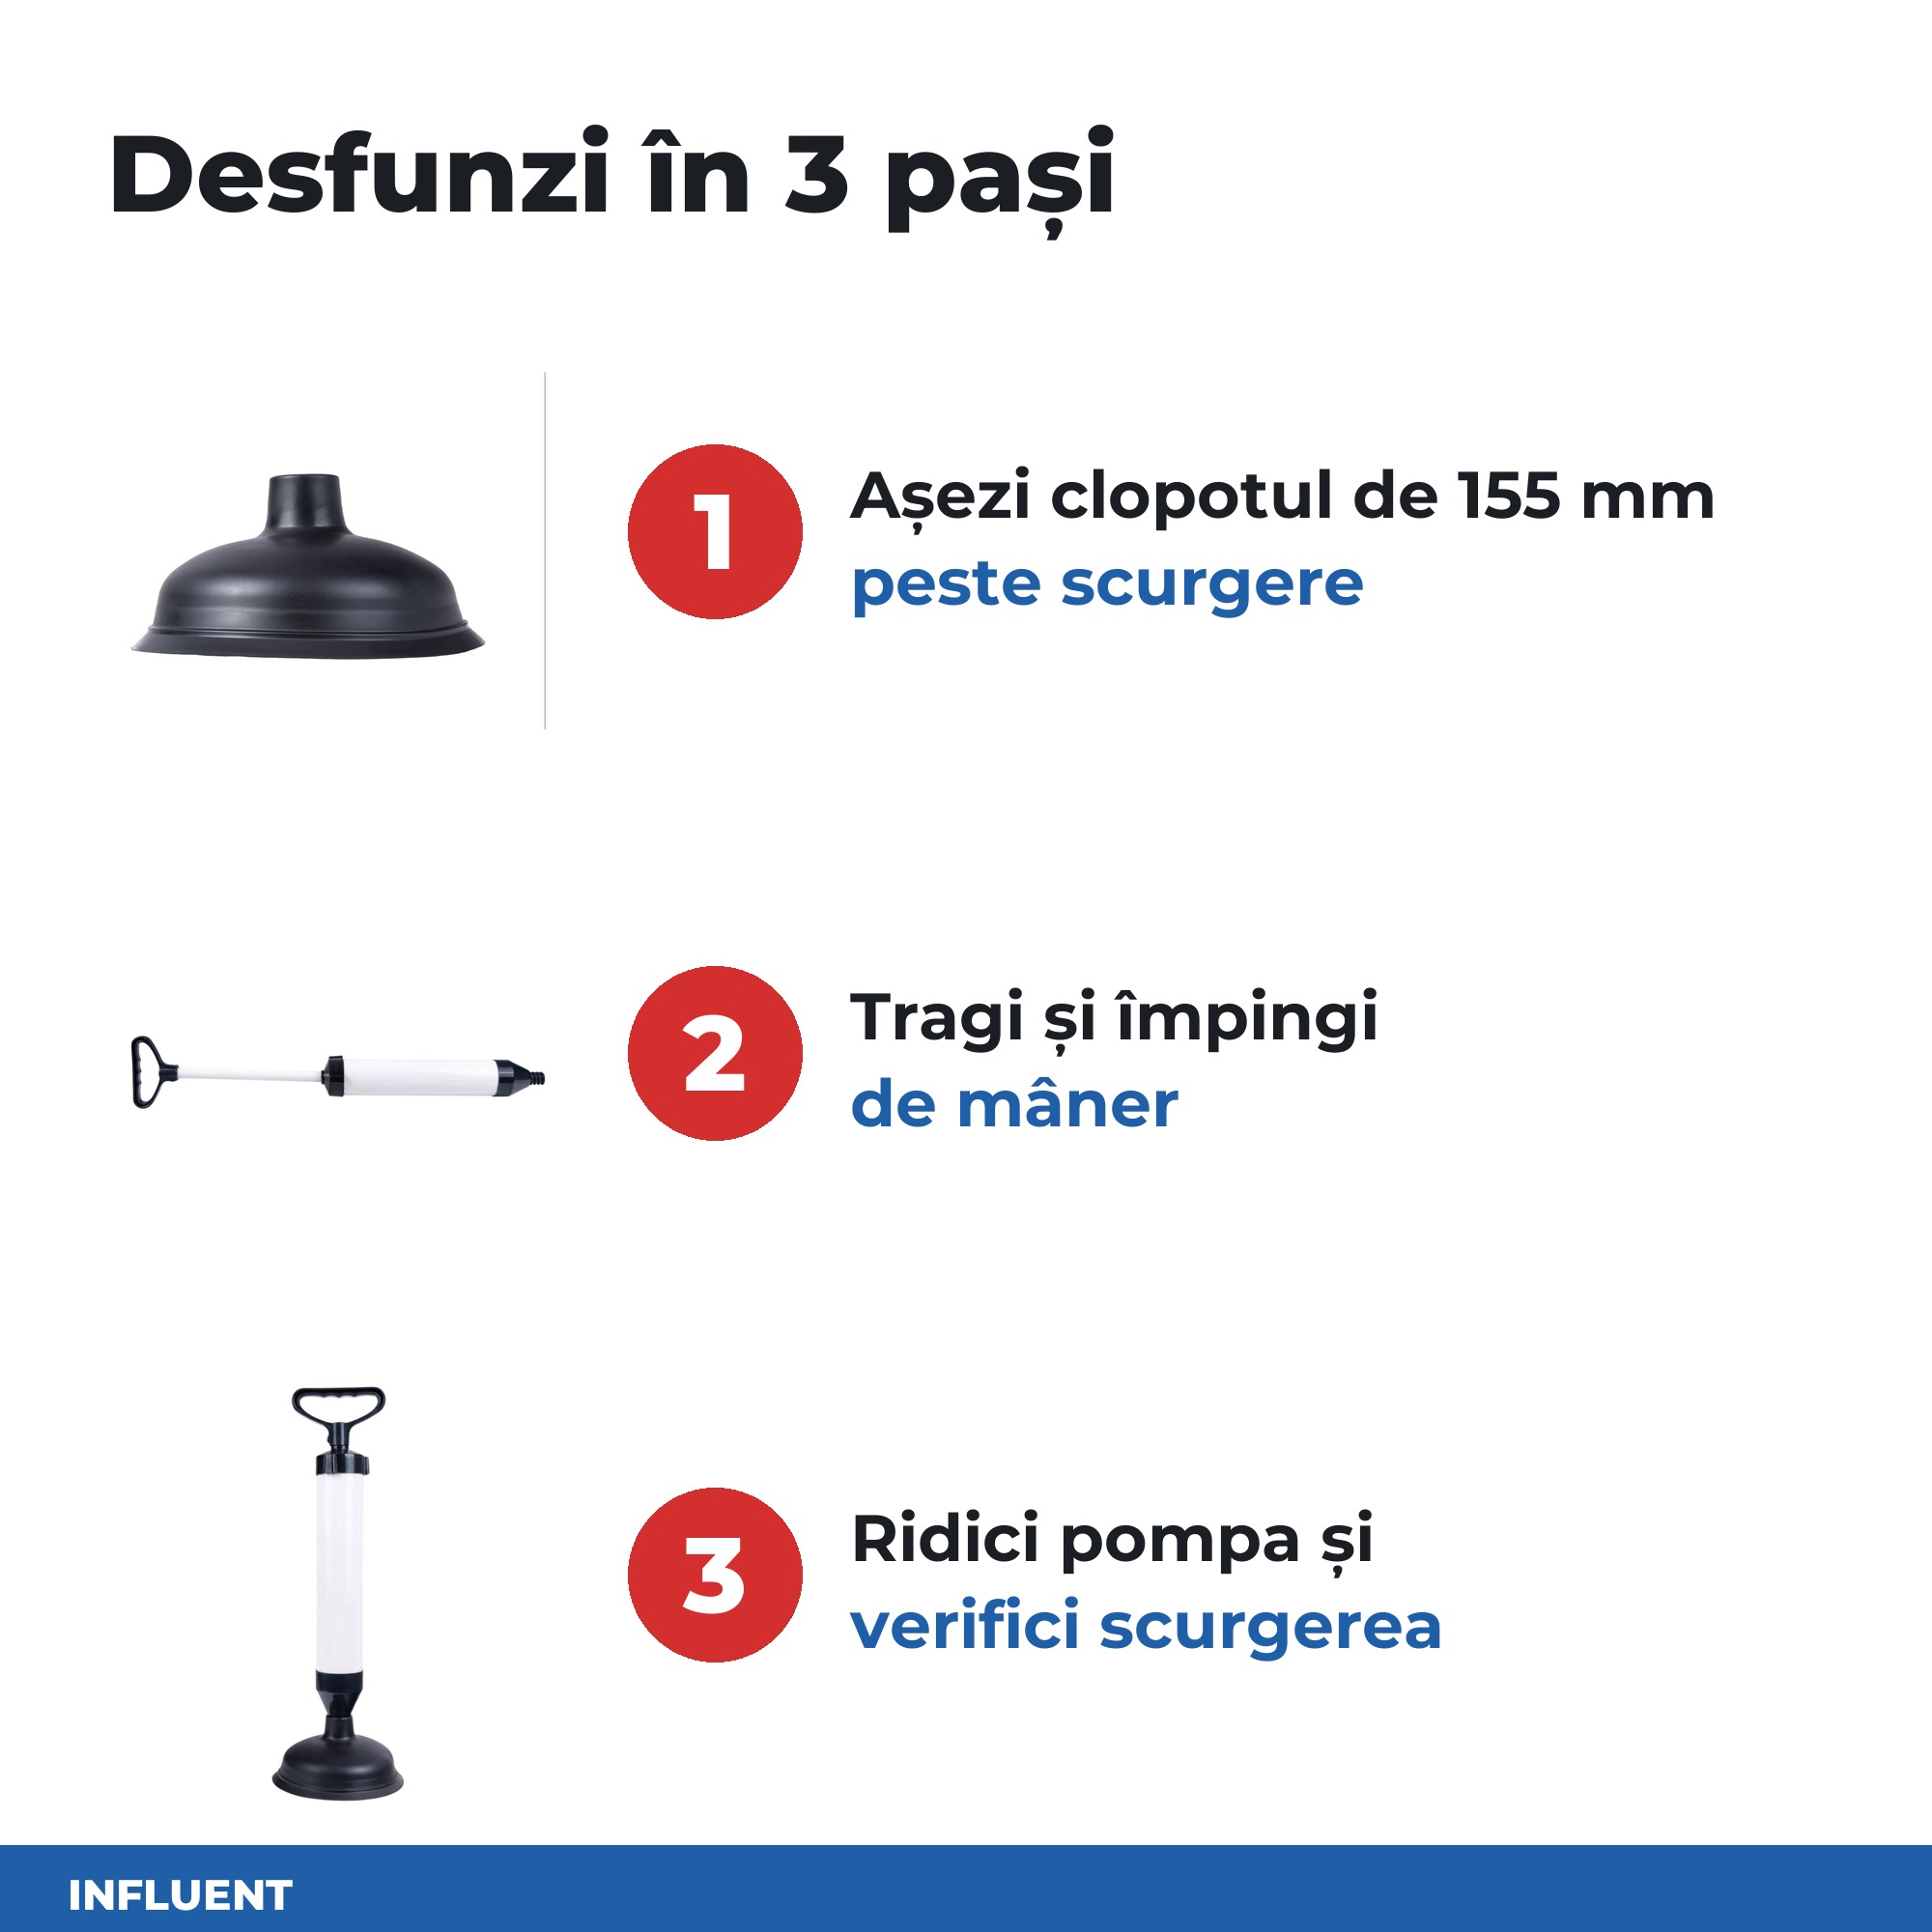 Desfunzi în 3 pași
1
Așezi clopotul de 155 mm
peste scurgere
2
Tragi și împingi
de mâner
3
Ridici pompa și
verifici scurgerea
INFLUENT